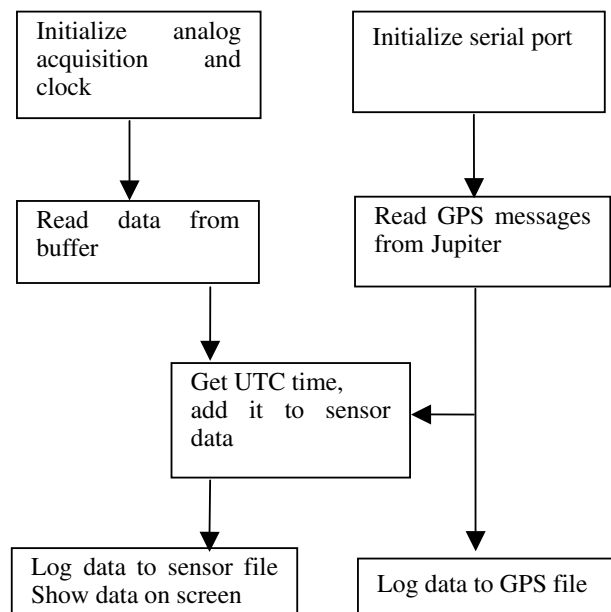 Initialize analog
acquisition and
clock
Initialize serial port
Read data from
buffer
Read GPS messages
from Jupiter
Get UTC time,
add it to sensor
data
Log data to sensor file
Show data on screen
Log data to GPS file